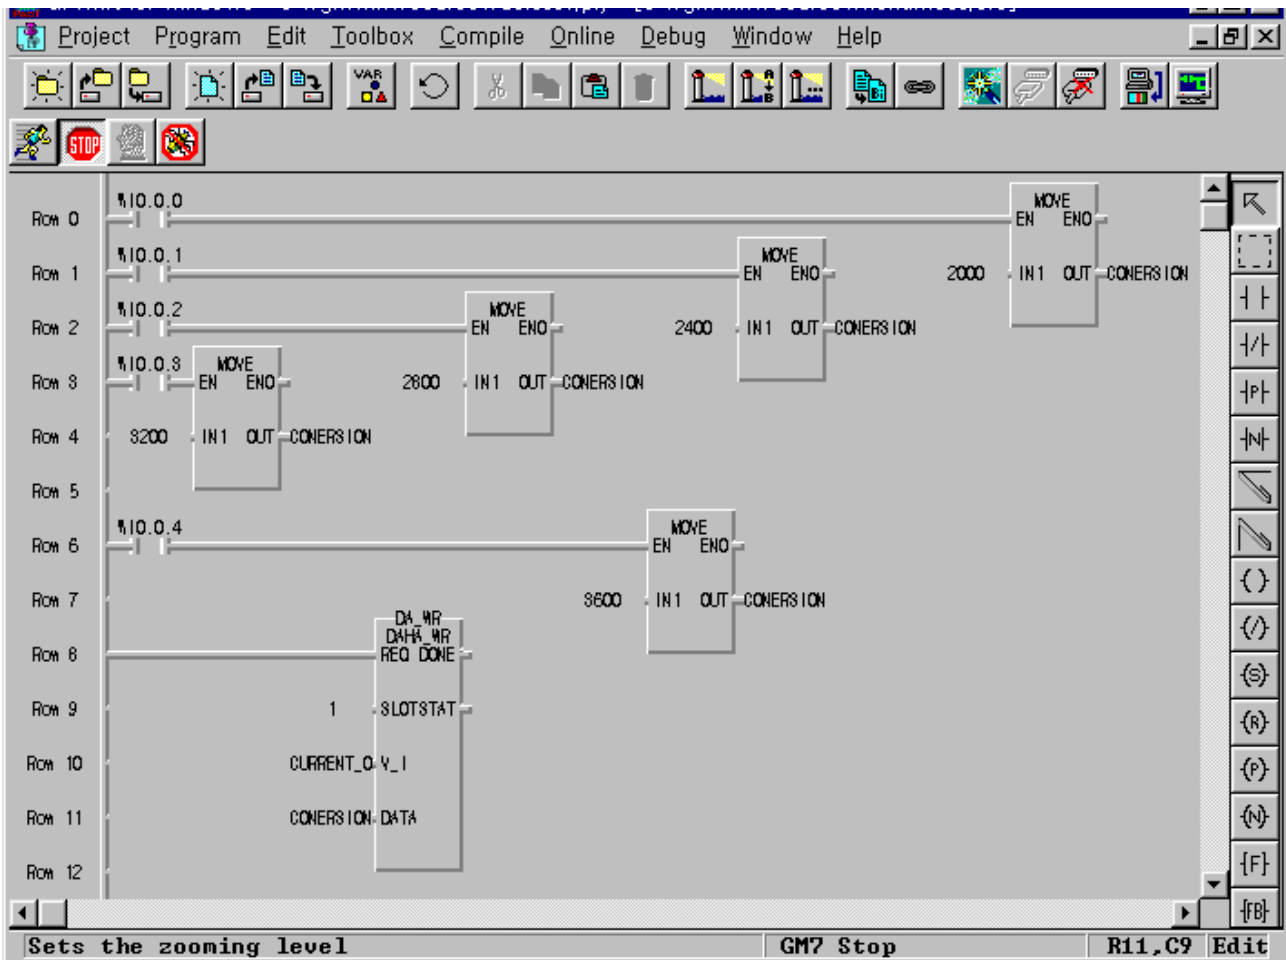 Project Program Edit Toolbox Compile Online Debug Window Help
VAR
A
B
STOP
%I0.0.0 MOVE
Row 0 EN ENO
%I0.0.1 MOVE
Row 1 EN ENO 2000 IN1 OUT CONERSION
%I0.0.2 MOVE
Row 2 EN ENO 2400 IN1 OUT CONERSION
%I0.0.3 MOVE
Row 3 EN ENO 2800 IN1 OUT CONERSION
Row 4 3200 IN1 OUT CONERSION
Row 5
%I0.0.4 MOVE
Row 6 EN ENO
Row 7 3600 IN1 OUT CONERSION
DA_WR
DAHA_WR
Row 8 REQ DONE
Row 9 1 SLOT STAT
Row 10 CURRENT_O V_I
Row 11 CONERSION DATA
Row 12
P
N
(S)
(R)
(P)
(N)
{F}
{FB}
Sets the zooming level GM7 Stop R11,C9 Edit